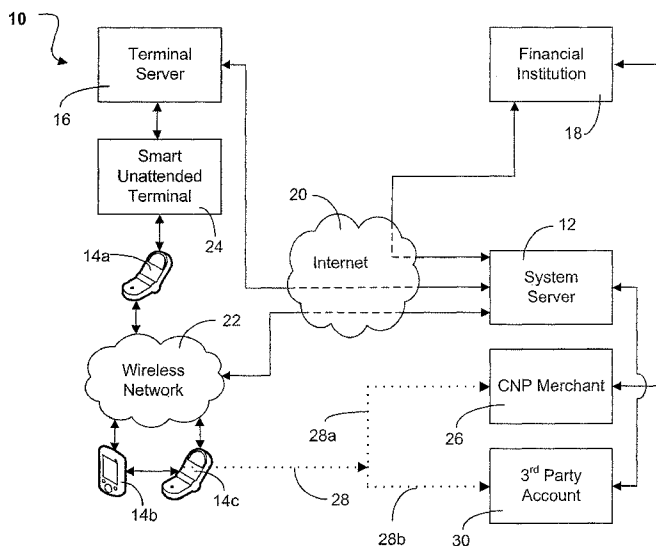 10
Terminal
Server
16
Financial
Institution
18
Smart
Unattended
Terminal
24
20
Internet
12
System
Server
14a
22
Wireless
Network
CNP Merchant
26
28a
14b
14c
28
28b
3rd Party
Account
30